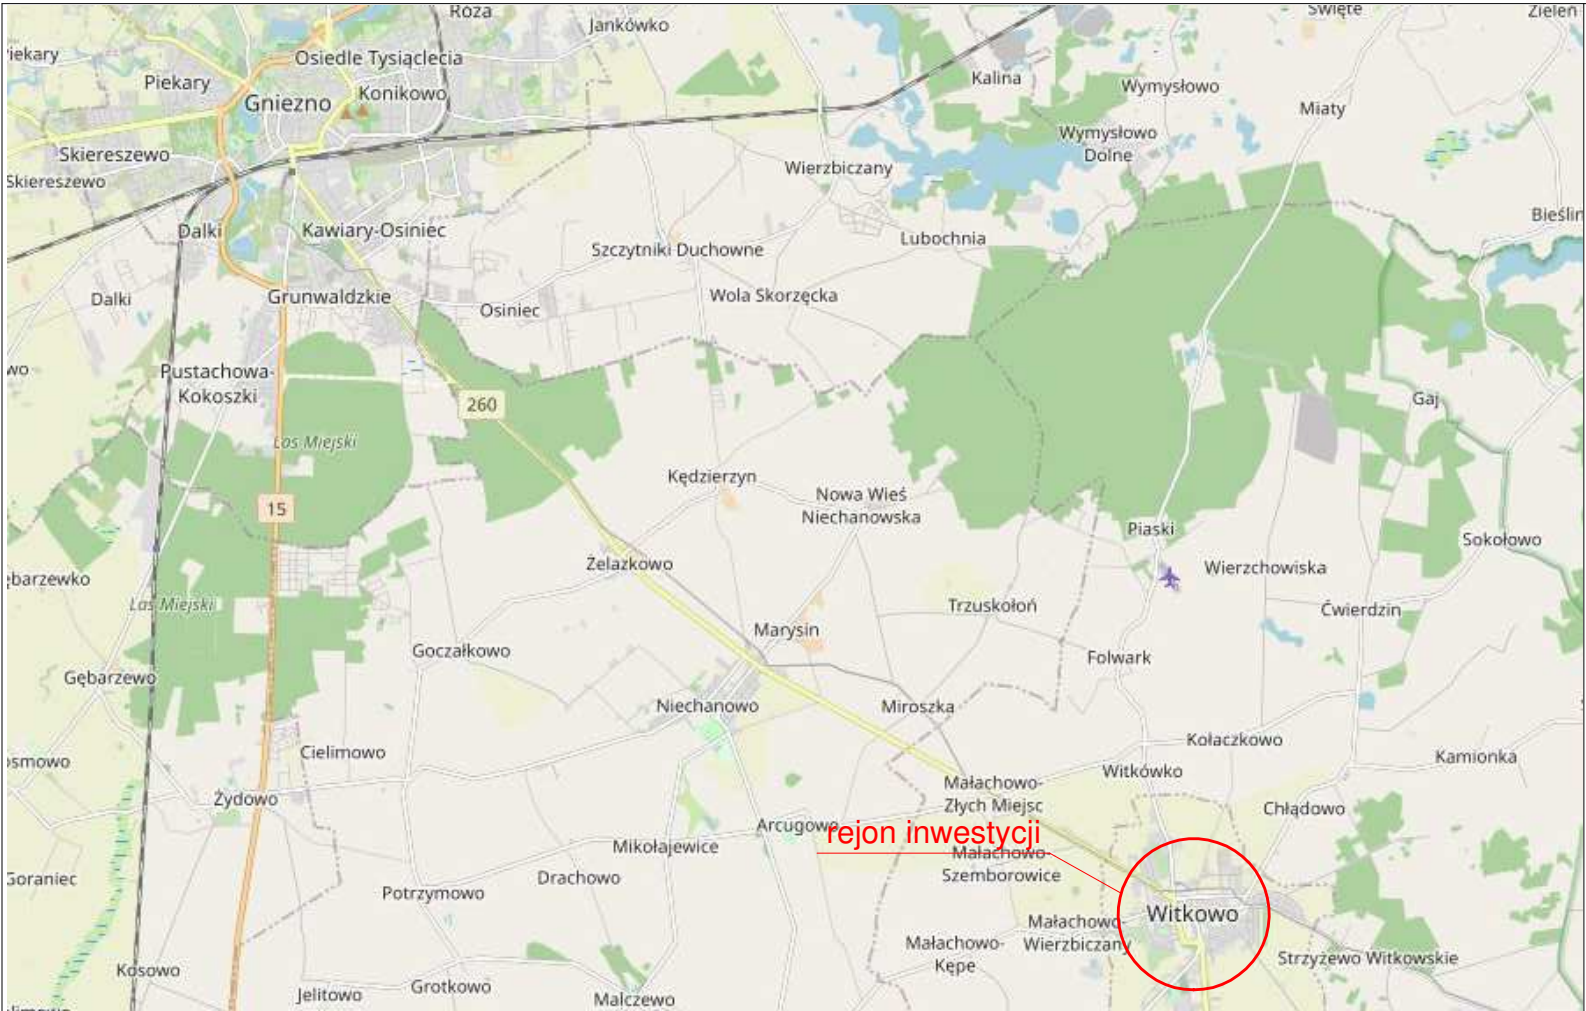 Róża
Jankówko
Święte
Zieleń
Piekary
Osiedle Tysiąclecia
Piekary
Konikowo
Gniezno
Kalina
Wymysłowo
Miaty
Wymysłowo
Dolne
Skiereszewo
Skiereszewo
Wierzbiczany
Dalki
Kawiary-Osiniec
Szczytniki Duchowne
Lubochnia
Bieślin
Dalki
Grunwaldzkie
Osiniec
Wola Skorzęcka
wo
Pustachowa-
Kokoszki
260
Gaj
Las Miejski
Kędzierzyn
Nowa Wieś
Niechanowska
15
Piaski
Sokołowo
Żelazkowo
Wierzchowiska
ębarzewko
Las Miejski
Trzuskołoń
Ćwierdzin
Marysin
Goczałkowo
Folwark
Gębarzewo
Niechanowo
Miroszka
Kołaczkowo
Cielimowo
osmowo
Kamionka
Witkówko
Małachowo-
Złych Miejsc
Żydowo
Chłądowo
Arcugowo
rejon inwestycji
Mikołajewice
Małachowo-
Szemborowice
Goraniec
Drachowo
Potrzymowo
Witkowo
Małachowo-
Wierzbiczany
Małachowo-
Kępe
Strzyżewo Witkowskie
Kosowo
Jelitowo
Grotkowo
Malczewo